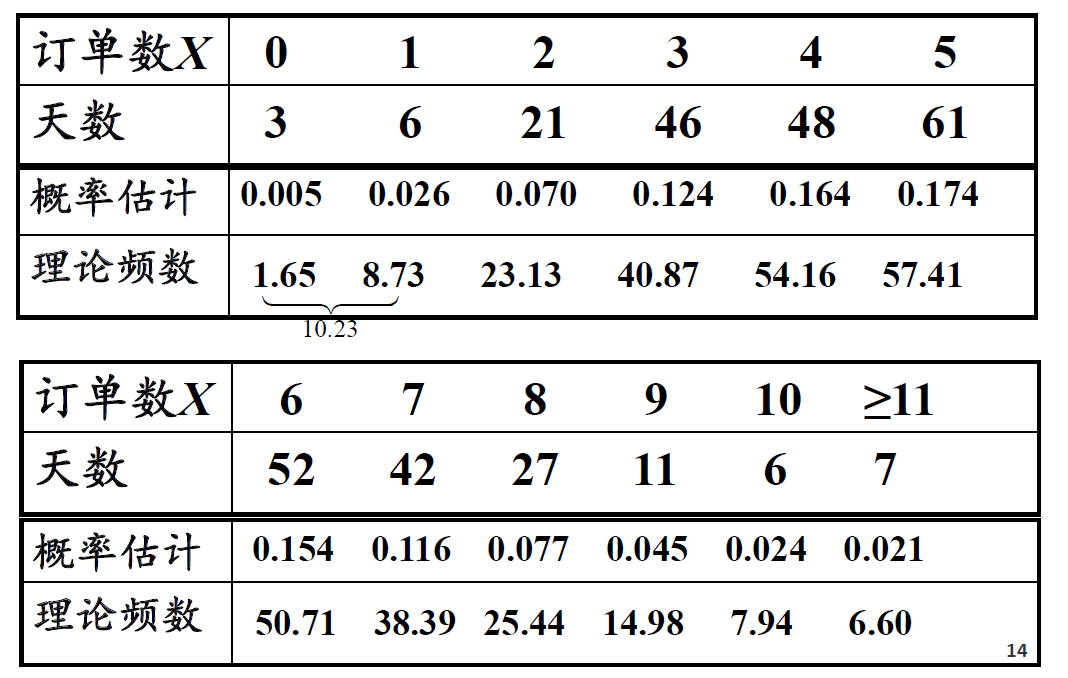 订单数X 0 1 2 3 4 5
天数 3 6 21 46 48 61
概率估计 0.005 0.026 0.070 0.124 0.164 0.174
理论频数 1.65 8.73 23.13 40.87 54.16 57.41
10.23
订单数X 6 7 8 9 10 ≥11
天数 52 42 27 11 6 7
概率估计 0.154 0.116 0.077 0.045 0.024 0.021
理论频数 50.71 38.39 25.44 14.98 7.94 6.60
14